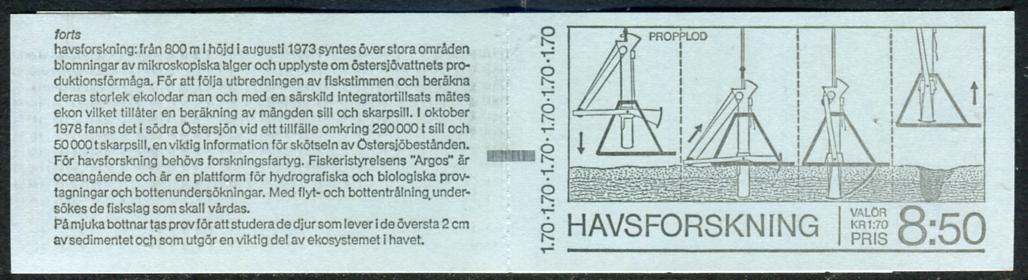 forts
havsforskning: från 800 m i höjd i augusti 1973 syntes över stora områden
blomningar av mikroskopiska alger och upplyste om östersjövattnets pro-
duktionsförmåga. För att följa utbredningen av fiskstimmen och beräkna
deras storlek ekolodar man och med en särskild integratortillsats mätes
ekon vilket tillåter en beräkning av mängden sill och skarpsill. I oktober
1978 fanns det i södra Östersjön vid ett tillfälle omkring 290 000 t sill och
50 000 t skarpsill, en viktig information för skötseln av Östersjöbestånden.
För havsforskning behövs forskningsfartyg. Fiskeristyrelsens "Argos" är
oceangående och är en plattform för hydrografiska och biologiska prov-
tagningar och bottenundersökningar. Med flyt- och bottentrålning under-
sökes de fiskslag som skall vårdas.
På mjuka bottnar tas prov för att studera de djur som lever i de översta 2 cm
av sedimentet och som utgör en viktig del av ekosystemet i havet.
1.70·1.70·1.70·1.70·1.70
PROPPLOD
HAVSFORSKNING
VALÖR
KR 1:70
PRIS
8:50